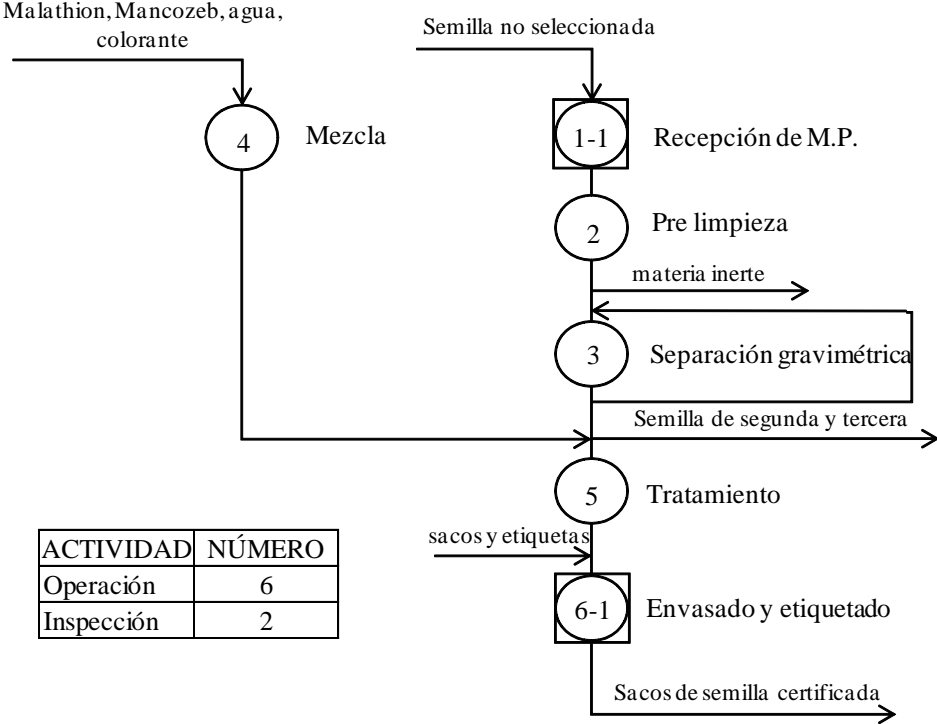 Malathion, Mancozeb, agua,
colorante
Semilla no seleccionada
4
Mezcla
1-1
Recepción de M.P.
2
Pre limpieza
materia inerte
3
Separación gravimétrica
Semilla de segunda y tercera
5
Tratamiento
sacos y etiquetas
6-1
Envasado y etiquetado
Sacos de semilla certificada
ACTIVIDAD NÚMERO
Operación 6
Inspección 2